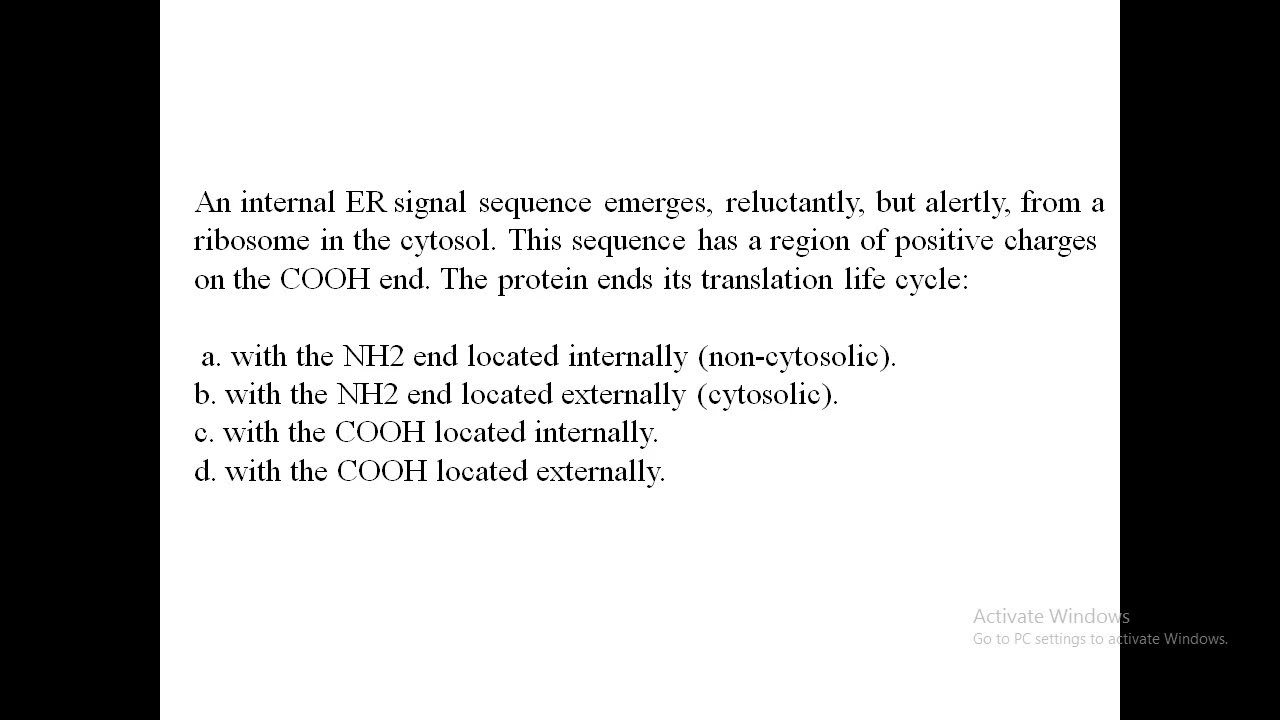 An internal ER signal sequence emerges, reluctantly, but alertly, from a
ribosome in the cytosol. This sequence has a region of positive charges
on the COOH end. The protein ends its translation life cycle:
a. with the NH2 end located internally (non-cytosolic).
b. with the NH2 end located externally (cytosolic).
c. with the COOH located internally.
d. with the COOH located externally.
Activate Windows
Go to PC settings to activate Windows.